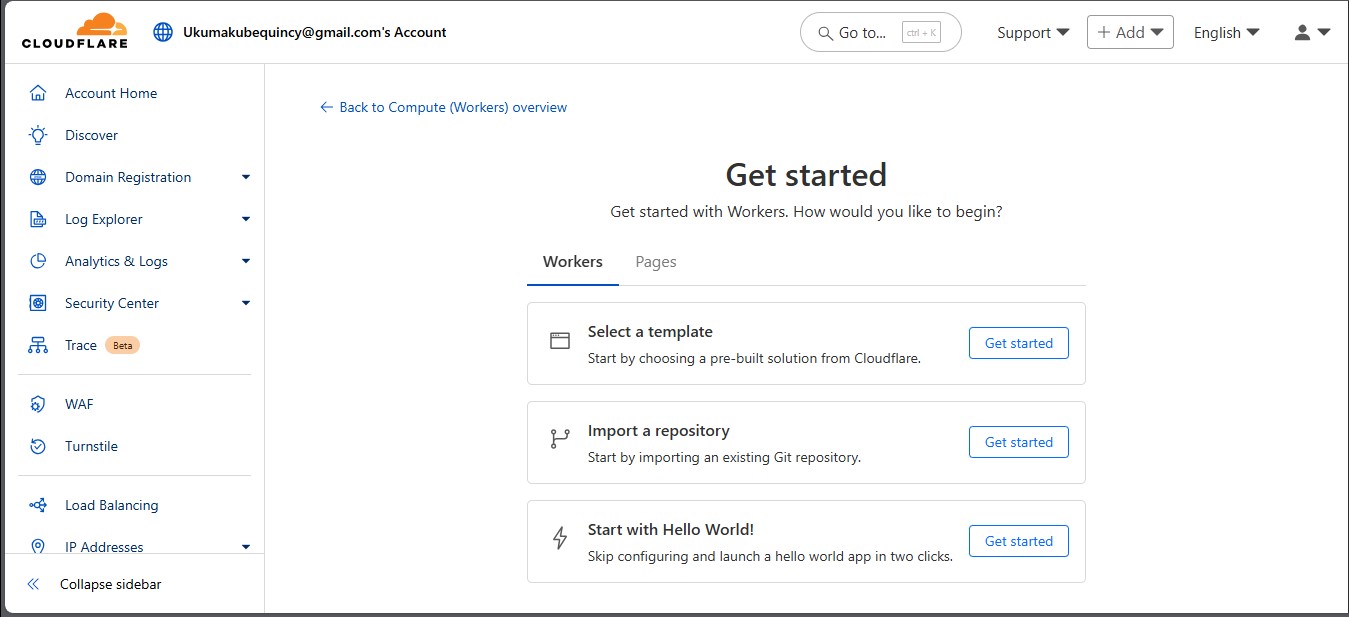 CLOUDFLARE
Ukumakubequincy@gmail.com's Account
Go to...
ctrl + K
Support
+ Add
English
Account Home
Discover
Domain Registration
Log Explorer
Analytics & Logs
Security Center
Trace Beta
WAF
Turnstile
Load Balancing
IP Addresses
Collapse sidebar
← Back to Compute (Workers) overview
Get started
Get started with Workers. How would you like to begin?
Workers Pages
Select a template
Start by choosing a pre-built solution from Cloudflare.
Get started
Import a repository
Start by importing an existing Git repository.
Get started
Start with Hello World!
Skip configuring and launch a hello world app in two clicks.
Get started